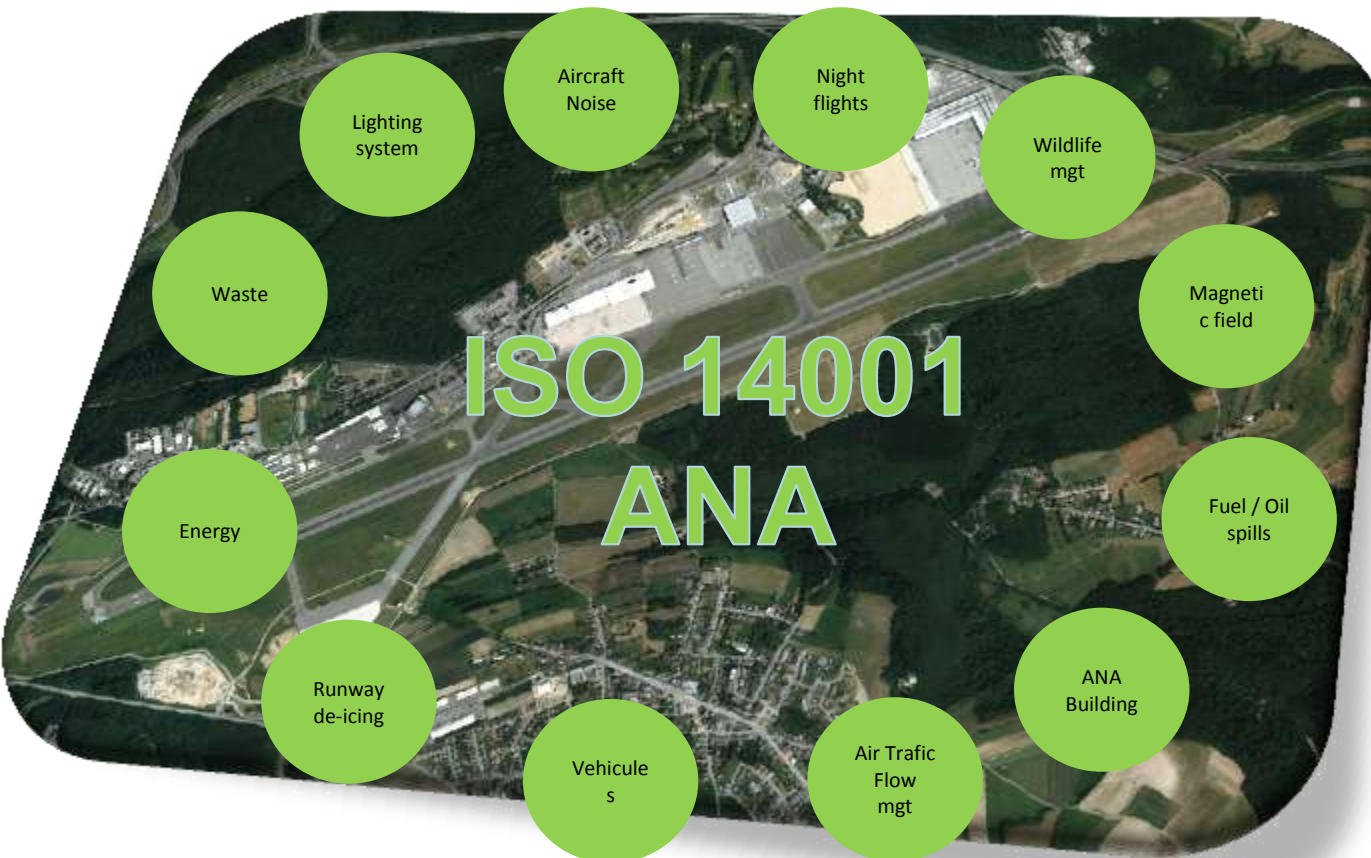 Aircraft
Noise
Night
flights
Lighting
system
Wildlife
mgt
Waste
Magneti
c field
ISO 14001
ANA
Energy
Fuel / Oil
spills
Runway
de-icing
ANA
Building
Vehicule
s
Air Trafic
Flow
mgt